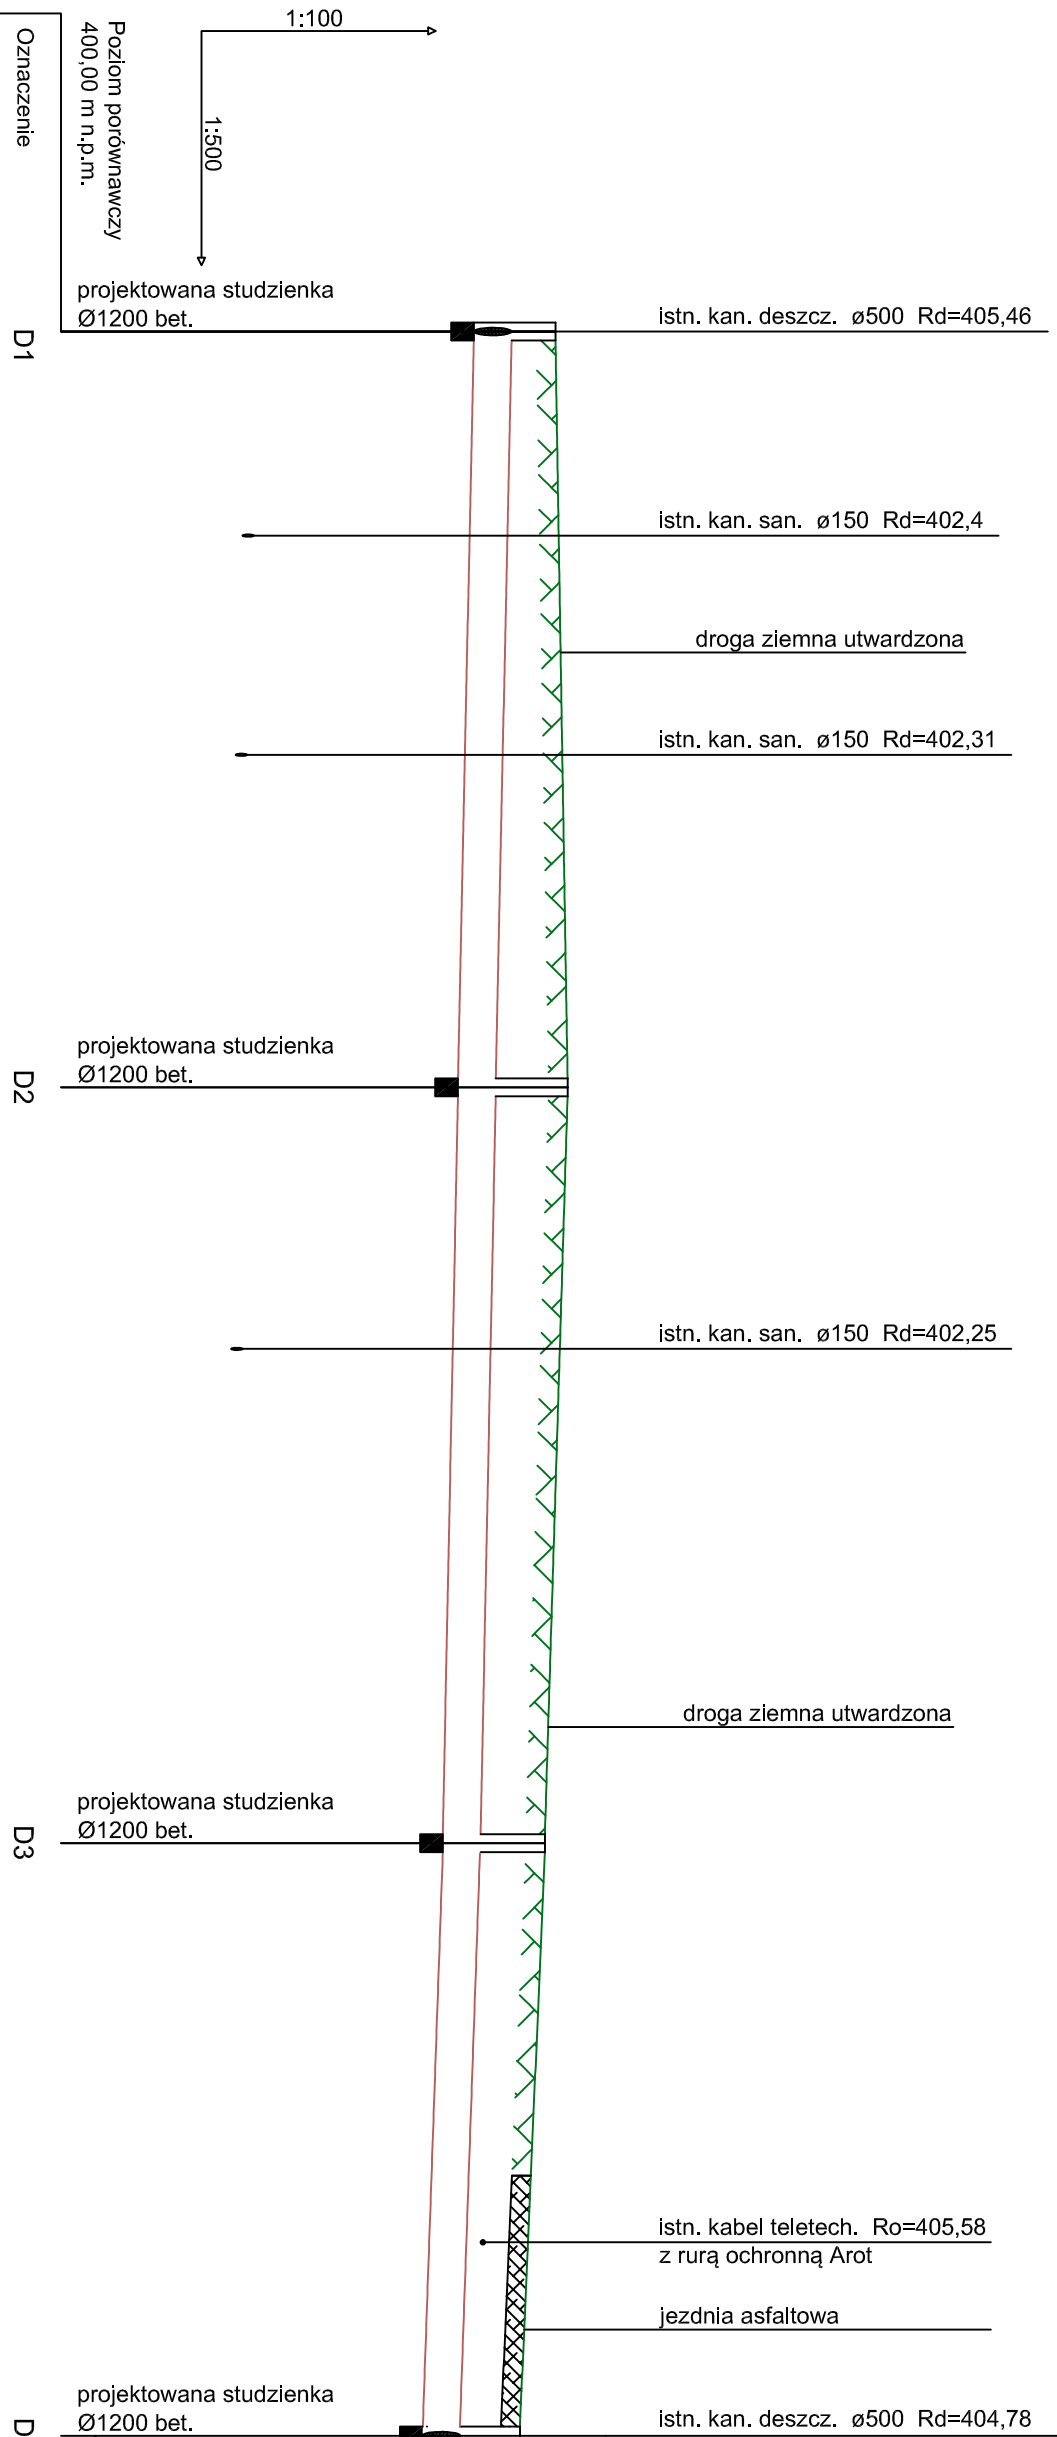 1:100
1:500
Poziom porównawczy
400,00 m n.p.m.
Oznaczenie
projektowana studzienka
Ø1200 bet.
istn. kan. deszcz. ø500 Rd=405,46
D1
istn. kan. san. ø150 Rd=402,4
droga ziemna utwardzona
istn. kan. san. ø150 Rd=402,31
projektowana studzienka
Ø1200 bet.
D2
istn. kan. san. ø150 Rd=402,25
droga ziemna utwardzona
projektowana studzienka
Ø1200 bet.
D3
istn. kabel teletech. Ro=405,58
z rurą ochronną Arot
jezdnia asfaltowa
projektowana studzienka
Ø1200 bet.
istn. kan. deszcz. ø500 Rd=404,78
D